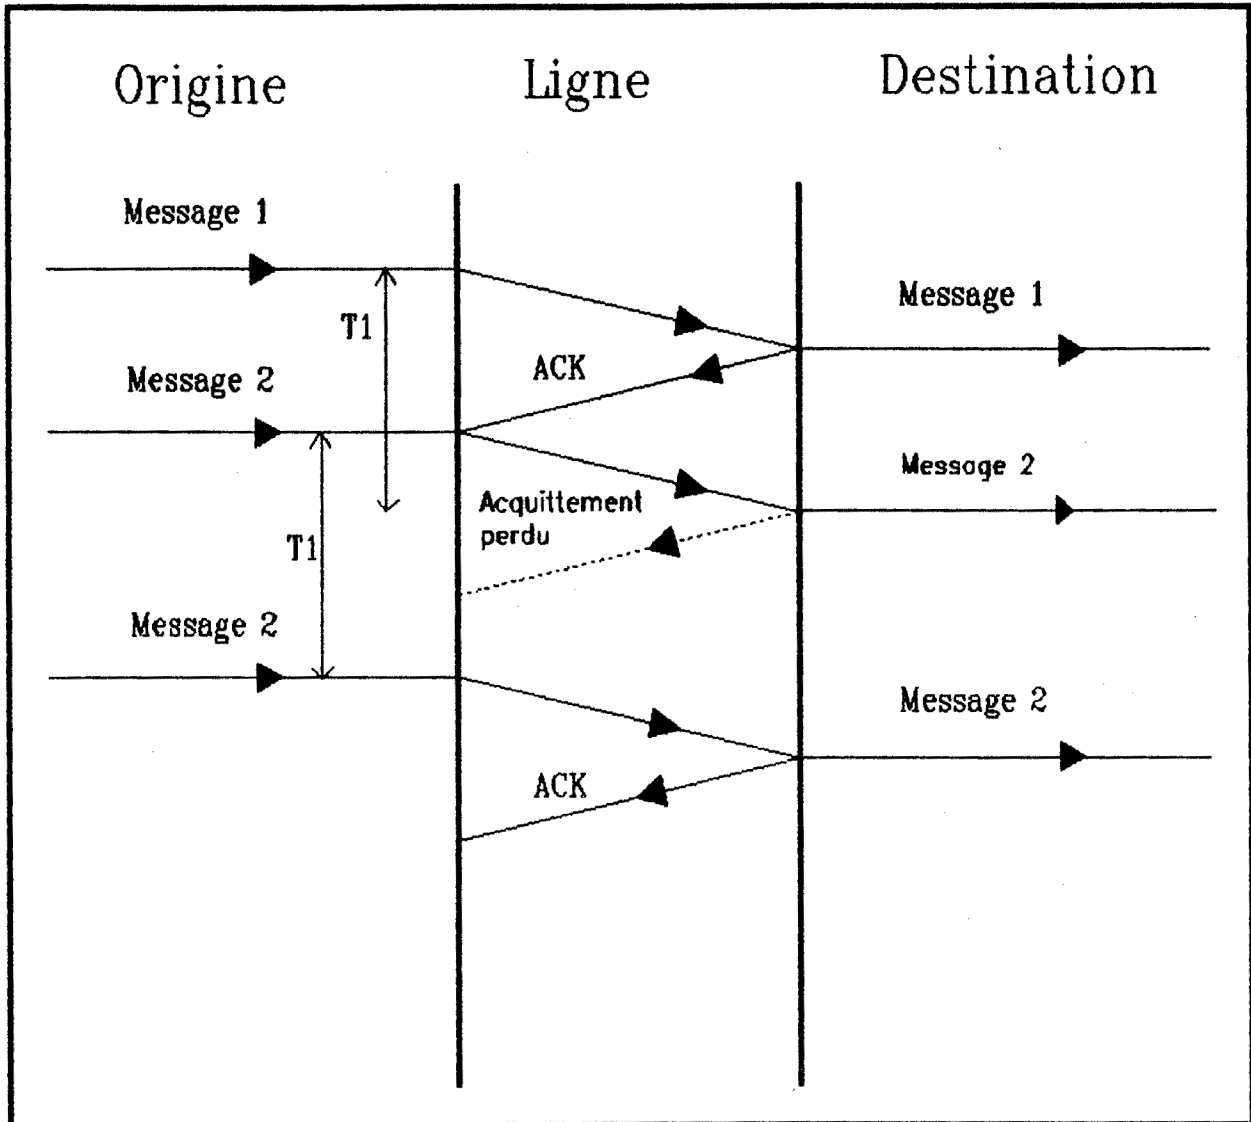 Origine
Ligne
Destination
Message 1
Message 1
T1
ACK
Message 2
Message 2
Acquittement
perdu
T1
Message 2
Message 2
ACK